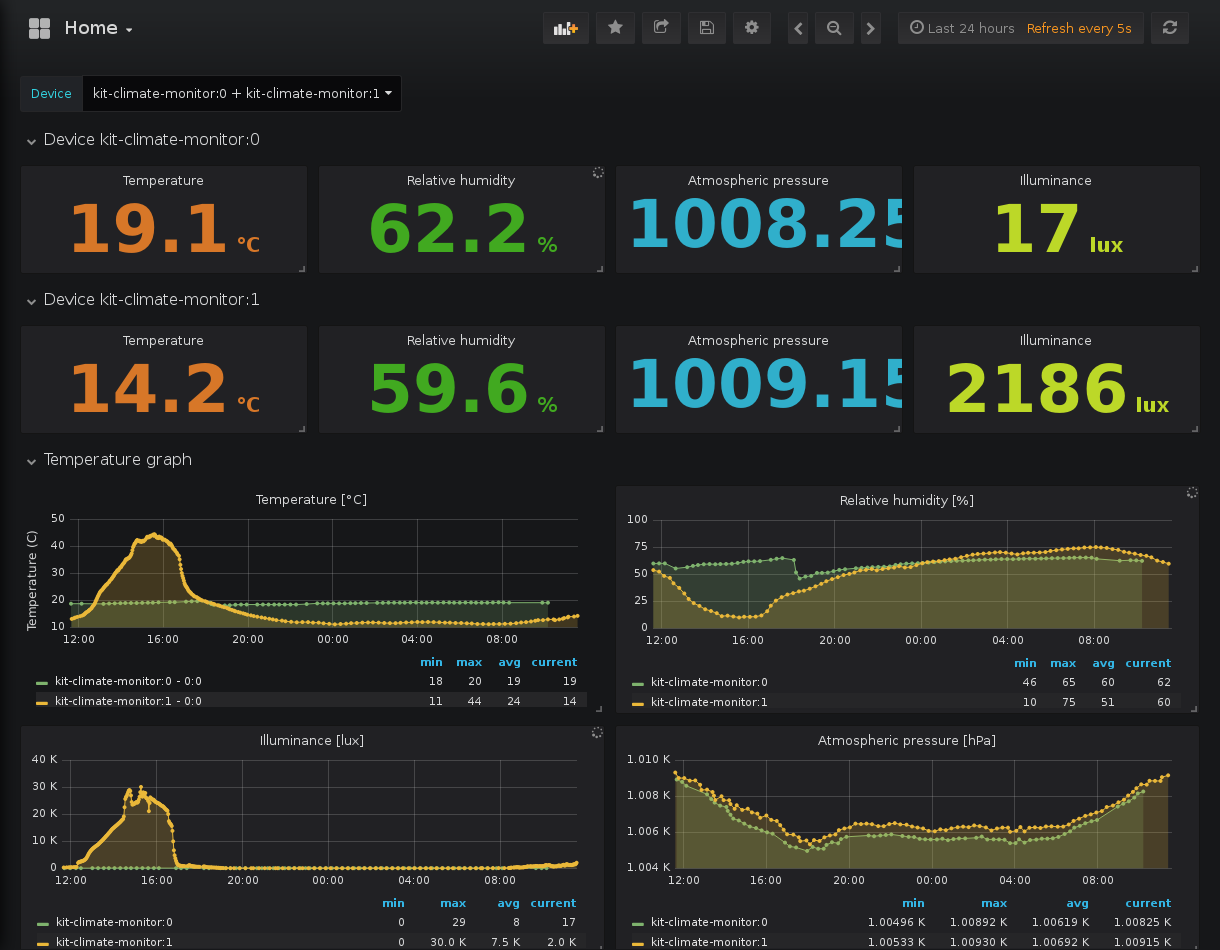 Home
Last 24 hours Refresh every 5s
Device kit-climate-monitor:0 + kit-climate-monitor:1
Device kit-climate-monitor:0
Temperature Relative humidity Atmospheric pressure Illuminance
19.1 °C 62.2 % 1008.25 17 lux
Device kit-climate-monitor:1
Temperature Relative humidity Atmospheric pressure Illuminance
14.2 °C 59.6 % 1009.15 2186 lux
Temperature graph
Temperature [°C]
Temperature (C)
50
40
30
20
10
12:00 16:00 20:00 00:00 04:00 08:00
min max avg current
kit-climate-monitor:0 - 0:0 18 20 19 19
kit-climate-monitor:1 - 0:0 11 44 24 14
Relative humidity [%]
100
75
50
25
0
12:00 16:00 20:00 00:00 04:00 08:00
min max avg current
kit-climate-monitor:0 46 65 60 62
kit-climate-monitor:1 10 75 51 60
Illuminance [lux]
40 K
30 K
20 K
10 K
0
12:00 16:00 20:00 00:00 04:00 08:00
min max avg current
kit-climate-monitor:0 0 29 8 17
kit-climate-monitor:1 0 30.0 K 7.5 K 2.0 K
Atmospheric pressure [hPa]
1.010 K
1.008 K
1.006 K
1.004 K
12:00 16:00 20:00 00:00 04:00 08:00
min max avg current
kit-climate-monitor:0 1.00496 K 1.00892 K 1.00619 K 1.00825 K
kit-climate-monitor:1 1.00533 K 1.00930 K 1.00692 K 1.00915 K